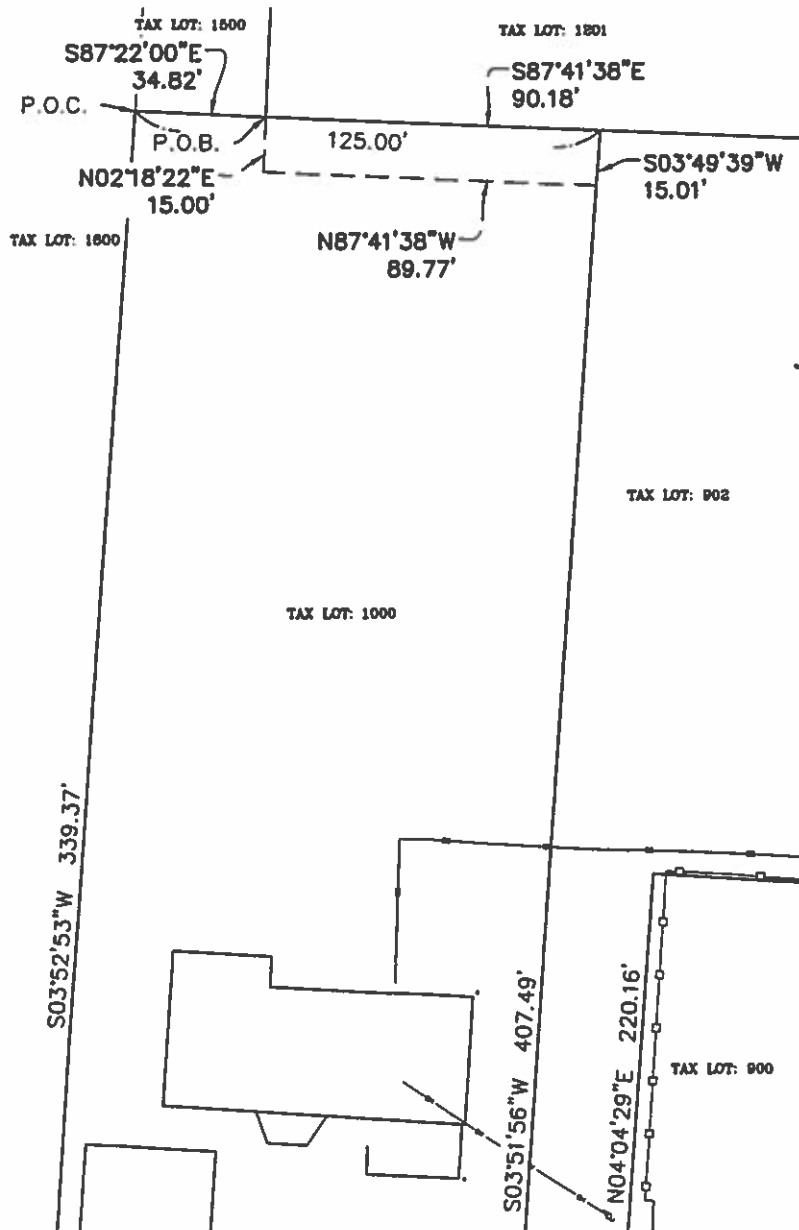 TAX LOT: 1500
TAX LOT: 1201
S87°22'00"E
34.82'
S87°41'38"E
90.18'
P.O.C.
P.O.B.
125.00'
N02°18'22"E
15.00'
S03°49'39"W
15.01'
TAX LOT: 1600
N87°41'38"W
89.77'
TAX LOT: 902
TAX LOT: 1000
S03°52'53"W 339.37'
S03°51'56"W 407.49'
N04°04'29"E 220.16'
TAX LOT: 900